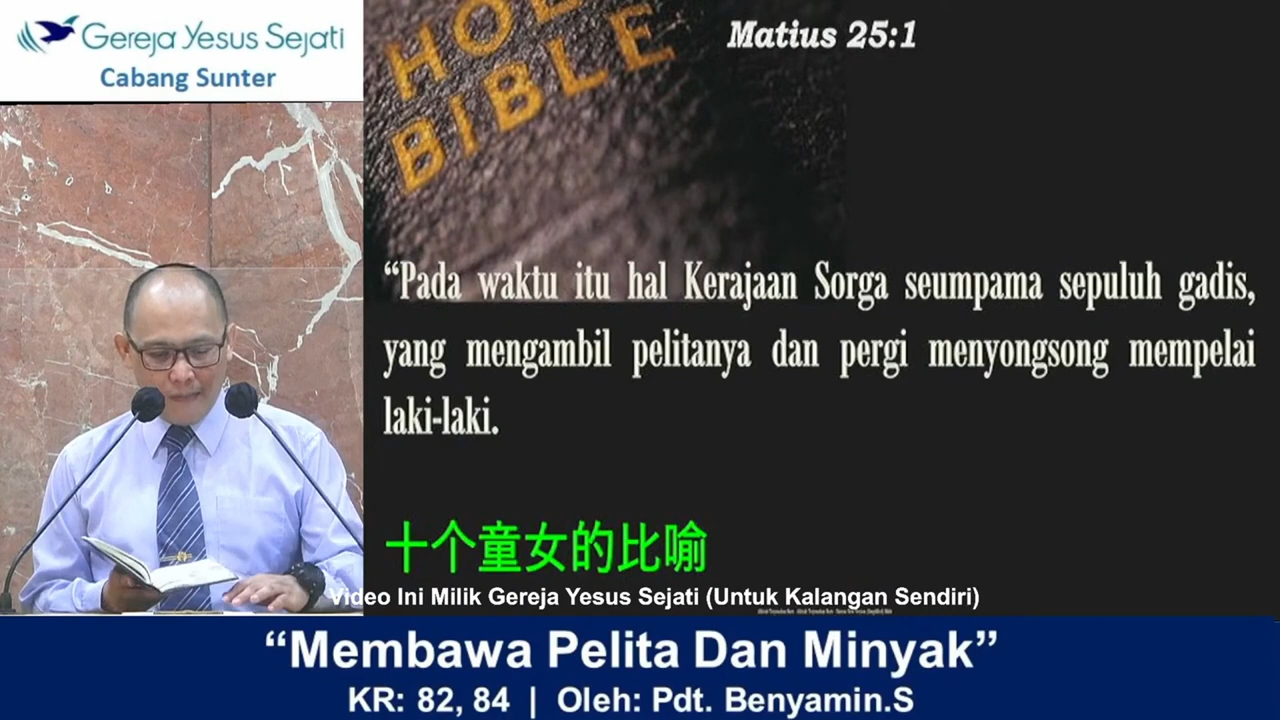 Gereja Yesus Sejati
Cabang Sunter
HOLY
BIBLE
Matius 25:1
“Pada waktu itu hal Kerajaan Sorga seumpama sepuluh gadis,
yang mengambil pelitanya dan pergi menyongsong mempelai
laki-laki.
十个童女的比喻
Video Ini Milik Gereja Yesus Sejati (Untuk Kalangan Sendiri)
“Membawa Pelita Dan Minyak”
KR: 82, 84 | Oleh: Pdt. Benyamin.S